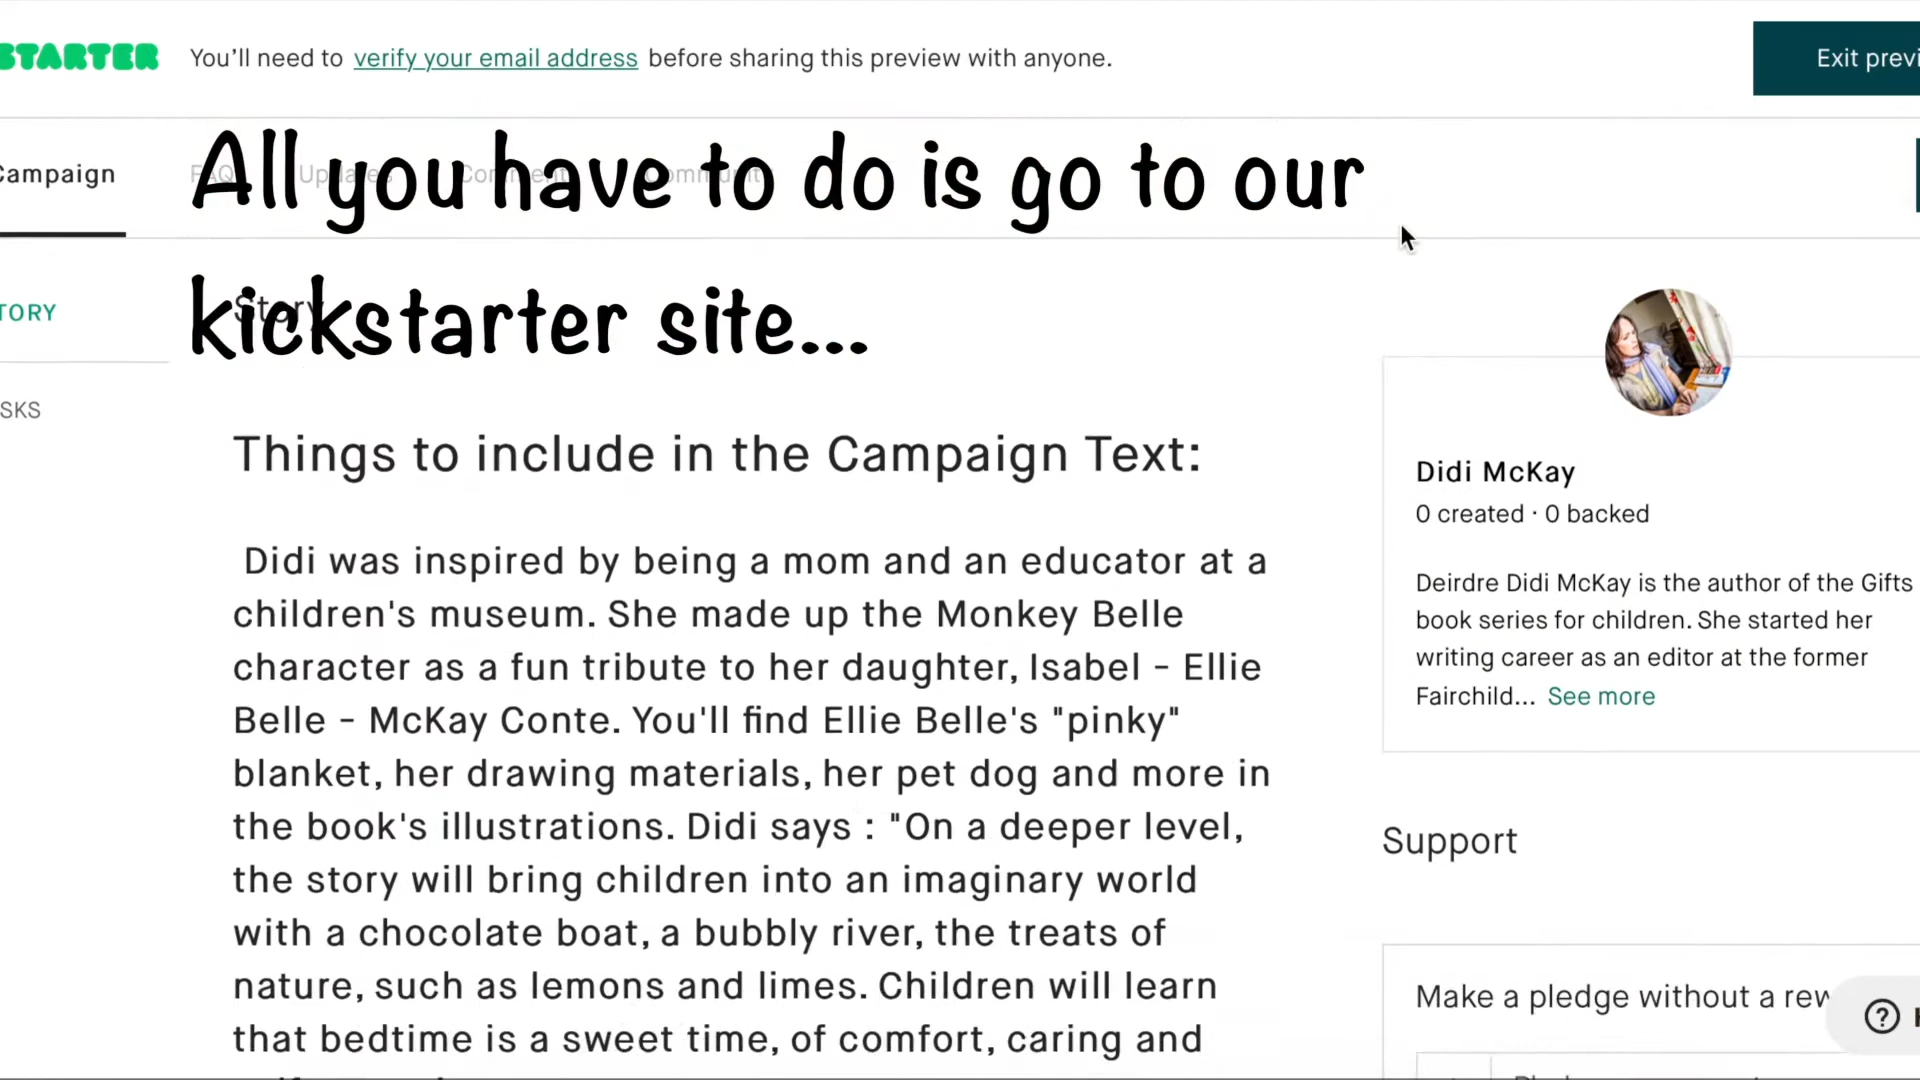 STARTER You'll need to verify your email address before sharing this preview with anyone. Exit previ
All you have to do is go to our
Campaign FAQ
kickstarter site...
TORY Story
SKS
Things to include in the Campaign Text:
Didi was inspired by being a mom and an educator at a
children's museum. She made up the Monkey Belle
character as a fun tribute to her daughter, Isabel - Ellie
Belle - McKay Conte. You'll find Ellie Belle's "pinky"
blanket, her drawing materials, her pet dog and more in
the book's illustrations. Didi says : "On a deeper level,
the story will bring children into an imaginary world
with a chocolate boat, a bubbly river, the treats of
nature, such as lemons and limes. Children will learn
that bedtime is a sweet time, of comfort, caring and
Didi McKay
0 created · 0 backed
Deirdre Didi McKay is the author of the Gifts
book series for children. She started her
writing career as an editor at the former
Fairchild... See more
Support
Make a pledge without a rew